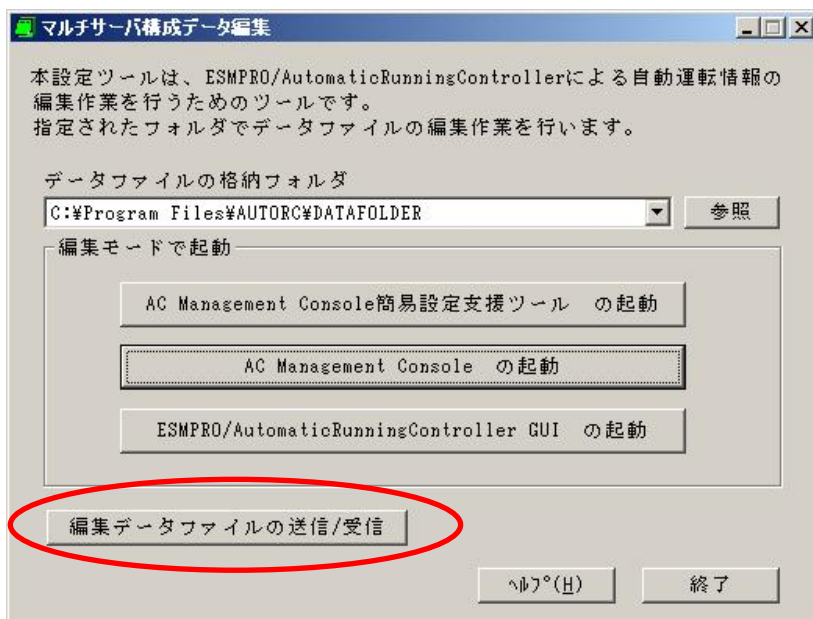 マルチサーバ構成データ編集
本設定ツールは、ESMPRO/AutomaticRunningControllerによる自動運転情報の
編集作業を行うためのツールです。
指定されたフォルダでデータファイルの編集作業を行います。
データファイルの格納フォルダ
C:¥Program Files¥AUTORC¥DATAFOLDER 参照
編集モードで起動
AC Management Console簡易設定支援ツール の起動
AC Management Console の起動
ESMPRO/AutomaticRunningController GUI の起動
編集データファイルの送信/受信
ﾍﾙﾌﾟ(H) 終了